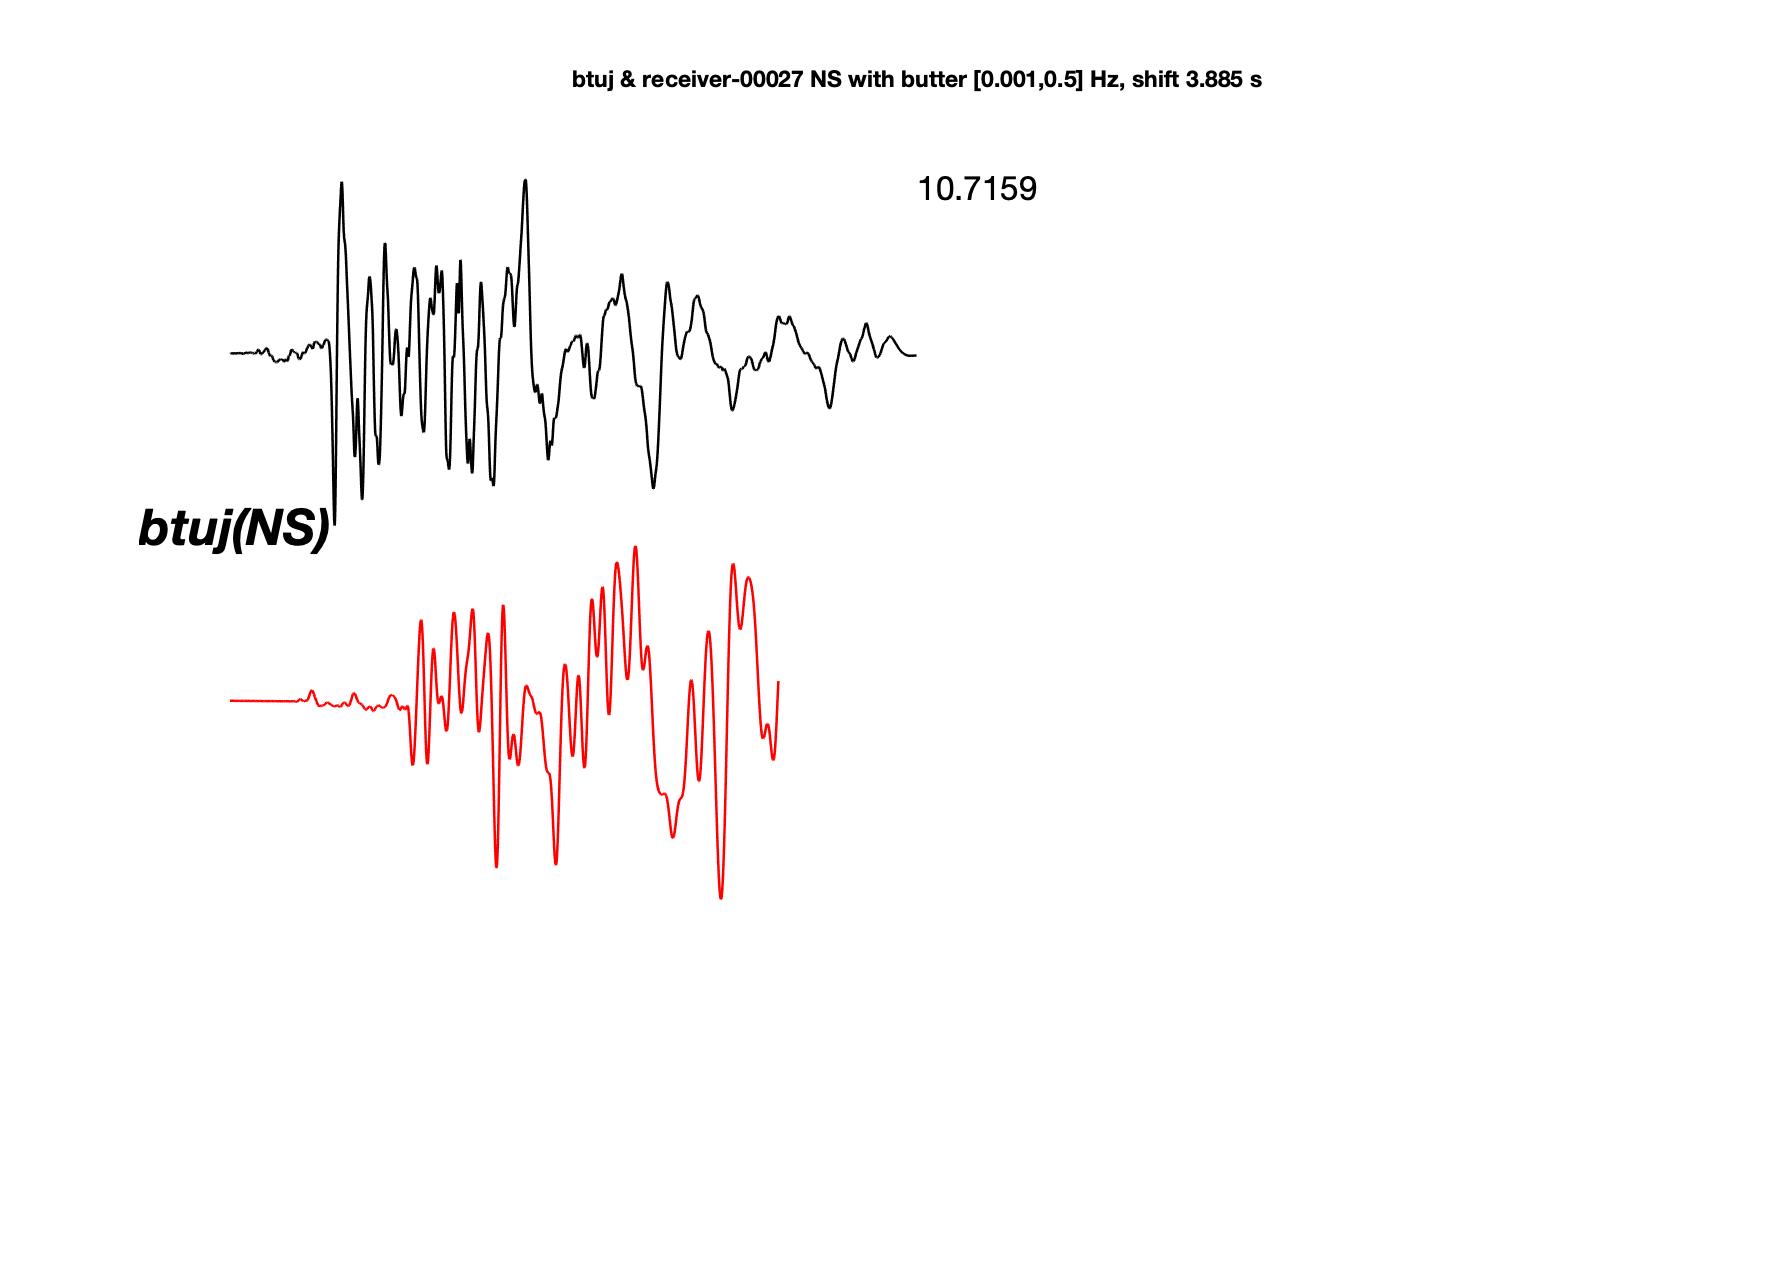 btuj & receiver-00027 NS with butter [0.001,0.5] Hz, shift 3.885 s
10.7159
btuj(NS)